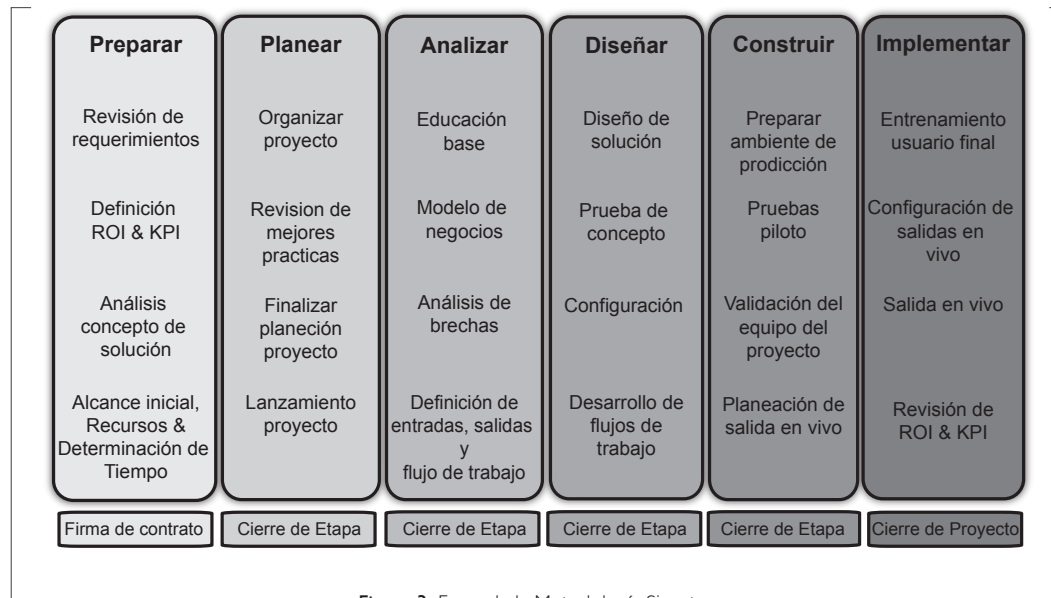 Preparar
Revisión de
requerimientos
Definición
ROI & KPI
Análisis
concepto de
solución
Alcance inicial,
Recursos &
Determinación de
Tiempo
Firma de contrato
Planear
Organizar
proyecto
Revision de
mejores
practicas
Finalizar
planeción
proyecto
Lanzamiento
proyecto
Cierre de Etapa
Analizar
Educación
base
Modelo de
negocios
Análisis de
brechas
Definición de
entradas, salidas
y
flujo de trabajo
Cierre de Etapa
Diseñar
Diseño de
solución
Prueba de
concepto
Configuración
Desarrollo de
flujos de
trabajo
Cierre de Etapa
Construir
Preparar
ambiente de
prodicción
Pruebas
piloto
Validación del
equipo del
proyecto
Planeación de
salida en vivo
Cierre de Etapa
Implementar
Entrenamiento
usuario final
Configuración de
salidas en
vivo
Salida en vivo
Revisión de
ROI & KPI
Cierre de Proyecto